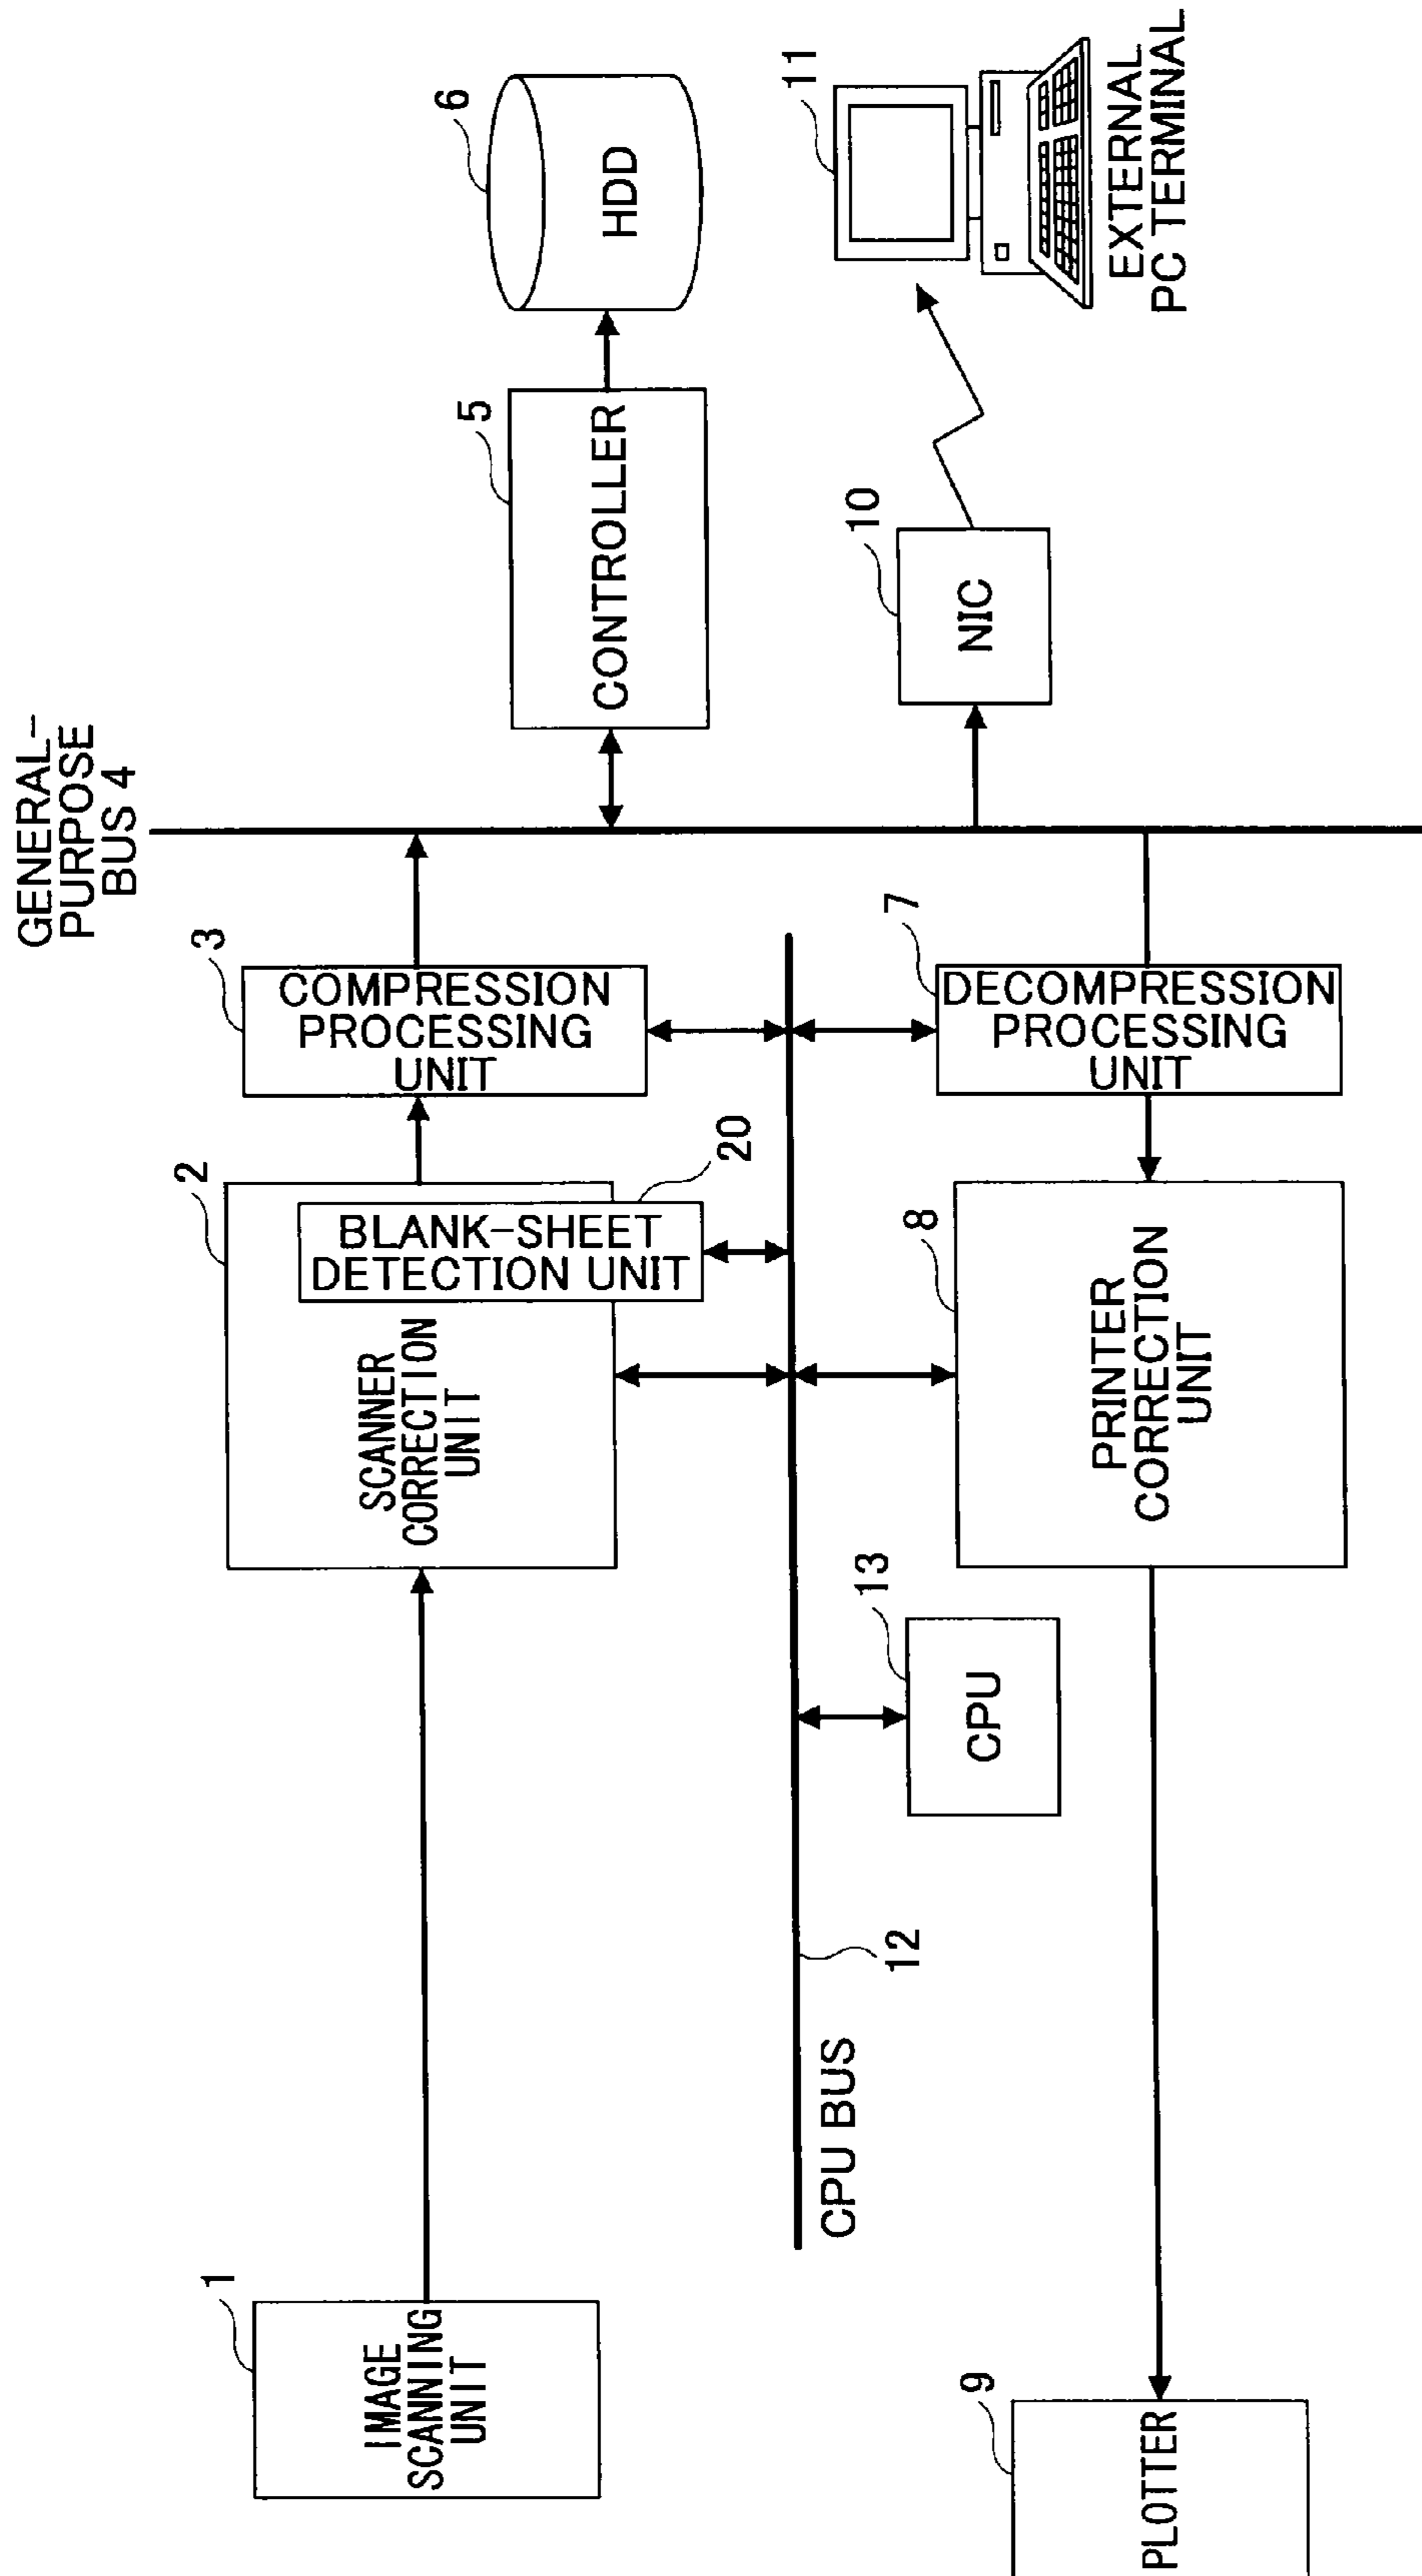 GENERAL-
PURPOSE
BUS 4
1
IMAGE
SCANNING
UNIT
2
SCANNER
CORRECTION
UNIT
20
BLANK-SHEET
DETECTION UNIT
3
COMPRESSION
PROCESSING
UNIT
5
CONTROLLER
6
HDD
CPU BUS
12
13
CPU
10
NIC
11
EXTERNAL
PC TERMINAL
9
PLOTTER
8
PRINTER
CORRECTION
UNIT
7
DECOMPRESSION
PROCESSING
UNIT